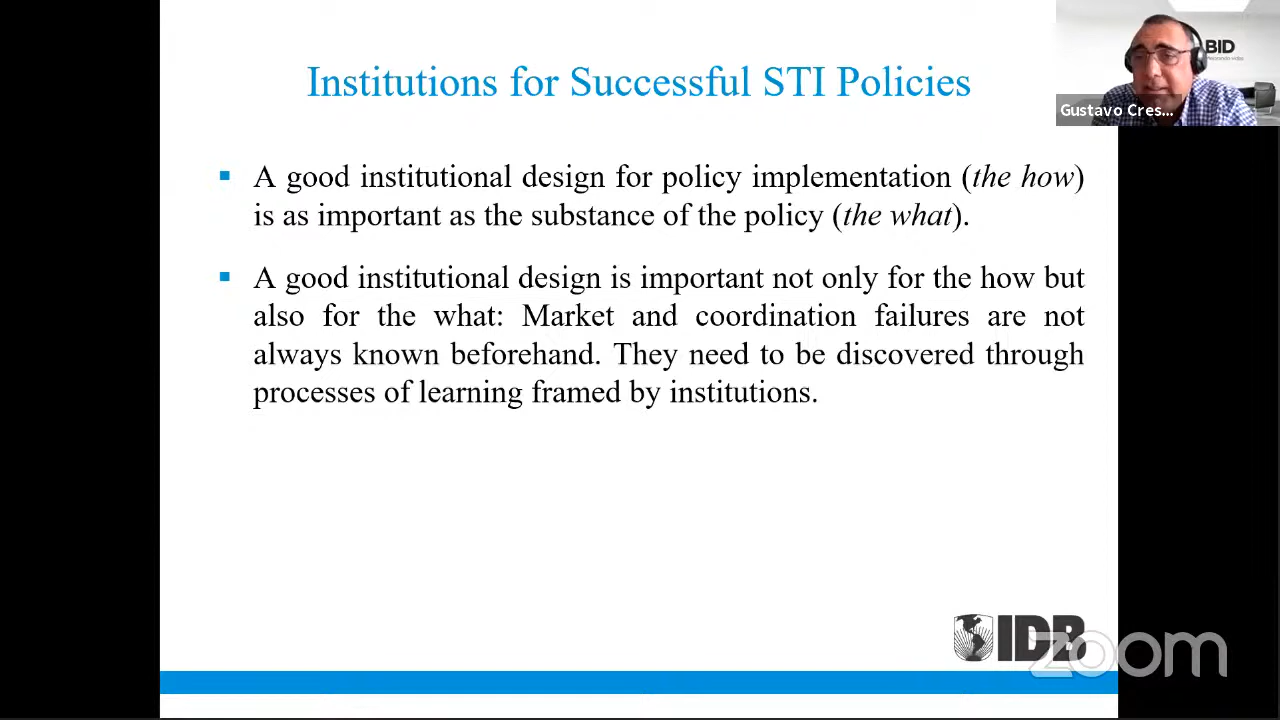 Institutions for Successful STI Policies
BID
Gustavo Cres...
A good institutional design for policy implementation (the how)
is as important as the substance of the policy (the what).
A good institutional design is important not only for the how but
also for the what: Market and coordination failures are not
always known beforehand. They need to be discovered through
processes of learning framed by institutions.
IDB
zoom